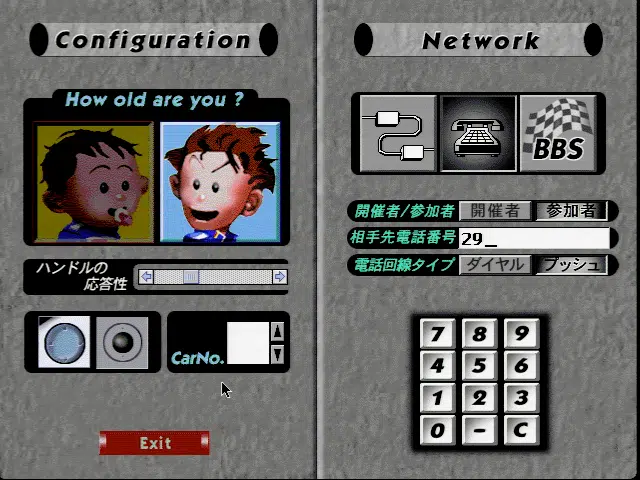 Configuration
How old are you ?
ハンドルの
応答性
CarNo.
Exit
Network
BBS
開催者/参加者 開催者 参加者
相手先電話番号 29_
電話回線タイプ ダイヤル プッシュ
7 8 9
4 5 6
1 2 3
0 - C